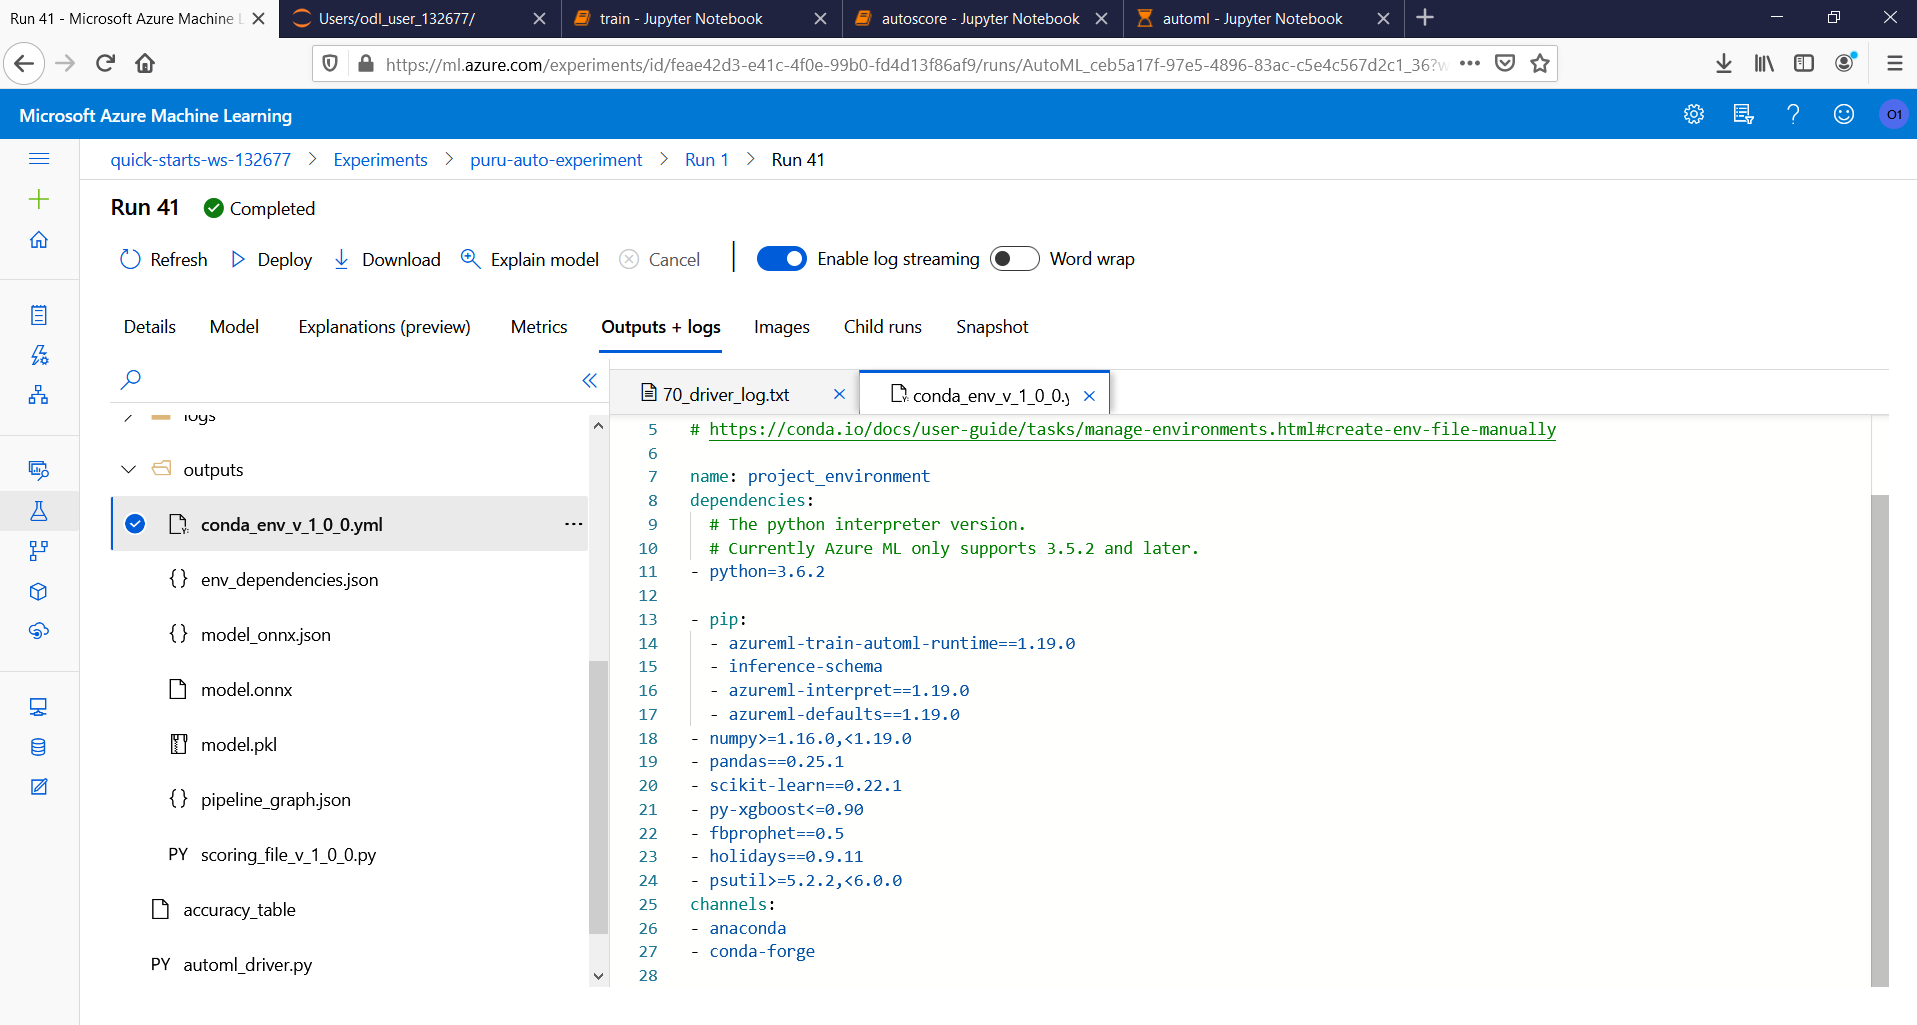 Run 41 - Microsoft Azure Machine L
Users/odl_user_132677/
train - Jupyter Notebook
autoscore - Jupyter Notebook
automl - Jupyter Notebook
https://ml.azure.com/experiments/id/feae42d3-e41c-4f0e-99b0-fd4d13f86af9/runs/AutoML_ceb5a17f-97e5-4896-83ac-c5e4c567d2c1_36?w
Microsoft Azure Machine Learning
O1
quick-starts-ws-132677 > Experiments > puru-auto-experiment > Run 1 > Run 41
Run 41 Completed
Refresh Deploy Download Explain model Cancel Enable log streaming Word wrap
Details Model Explanations (preview) Metrics Outputs + logs Images Child runs Snapshot
logs
outputs
conda_env_v_1_0_0.yml
{} env_dependencies.json
{} model_onnx.json
model.onnx
model.pkl
{} pipeline_graph.json
PY scoring_file_v_1_0_0.py
accuracy_table
PY automl_driver.py
70_driver_log.txt
conda_env_v_1_0_0.y
5 # https://conda.io/docs/user-guide/tasks/manage-environments.html#create-env-file-manually
6
7 name: project_environment
8 dependencies:
9 # The python interpreter version.
10 # Currently Azure ML only supports 3.5.2 and later.
11 - python=3.6.2
12
13 - pip:
14 - azureml-train-automl-runtime==1.19.0
15 - inference-schema
16 - azureml-interpret==1.19.0
17 - azureml-defaults==1.19.0
18 - numpy>=1.16.0,<1.19.0
19 - pandas==0.25.1
20 - scikit-learn==0.22.1
21 - py-xgboost<=0.90
22 - fbprophet==0.5
23 - holidays==0.9.11
24 - psutil>=5.2.2,<6.0.0
25 channels:
26 - anaconda
27 - conda-forge
28